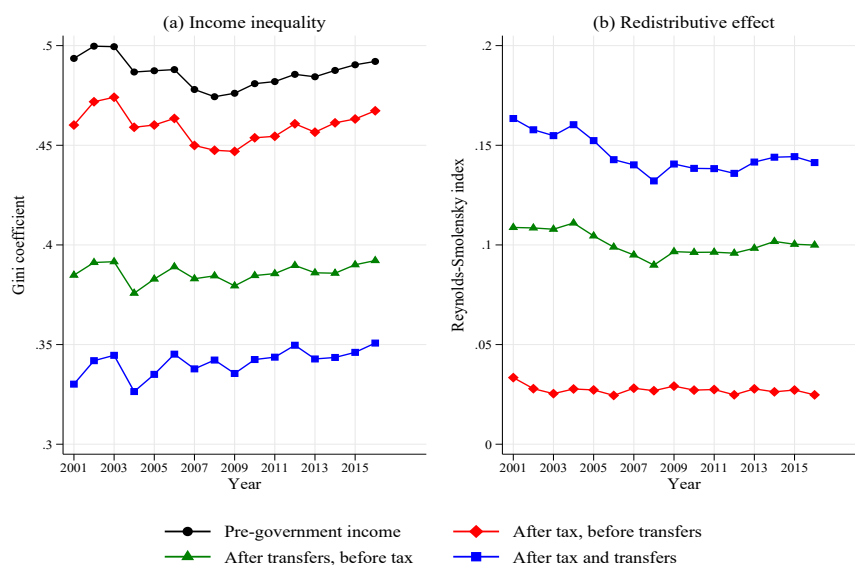 (a) Income inequality
(b) Redistributive effect
Gini coefficient
.5
.45
.4
.35
.3
2001 2003 2005 2007 2009 2011 2013 2015
Year
Reynolds-Smolensky index
.2
.15
.1
.05
0
2001 2003 2005 2007 2009 2011 2013 2015
Year
Pre-government income
After tax, before transfers
After transfers, before tax
After tax and transfers